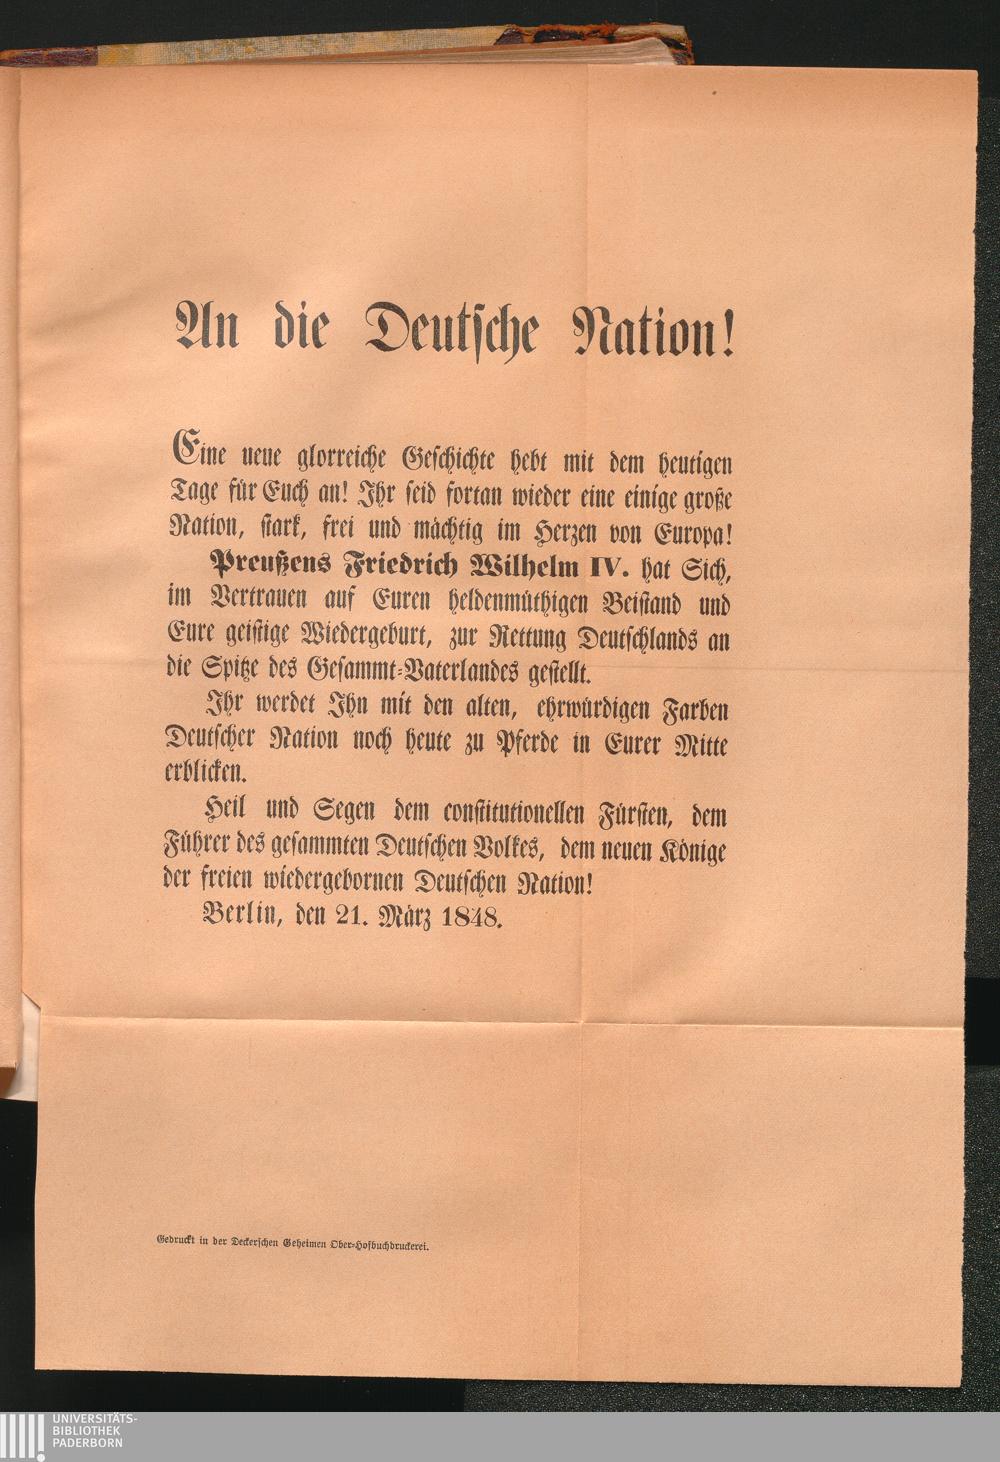 An die Deutsche Nation!
Eine neue glorreiche Geschichte hebt mit dem heutigen
Tage für Euch an! Ihr seid fortan wieder eine einige große
Nation, stark, frei und mächtig im Herzen von Europa!
Preußens Friedrich Wilhelm IV. hat Sich,
im Vertrauen auf Euren heldenmüthigen Beistand und
Eure geistige Wiedergeburt, zur Rettung Deutschlands an
die Spitze des Gesammt-Vaterlandes gestellt.
Ihr werdet Ihn mit den alten, ehrwürdigen Farben
Deutscher Nation noch heute zu Pferde in Eurer Mitte
erblicken.
Heil und Segen dem constitutionellen Fürsten, dem
Führer des gesammten Deutschen Volkes, dem neuen Könige
der freien wiedergebornen Deutschen Nation!
Berlin, den 21. März 1848.
Gedruckt in der Deckerschen Geheimen Ober-Hofbuchdruckerei.
UNIVERSITÄTS-
BIBLIOTHEK
PADERBORN